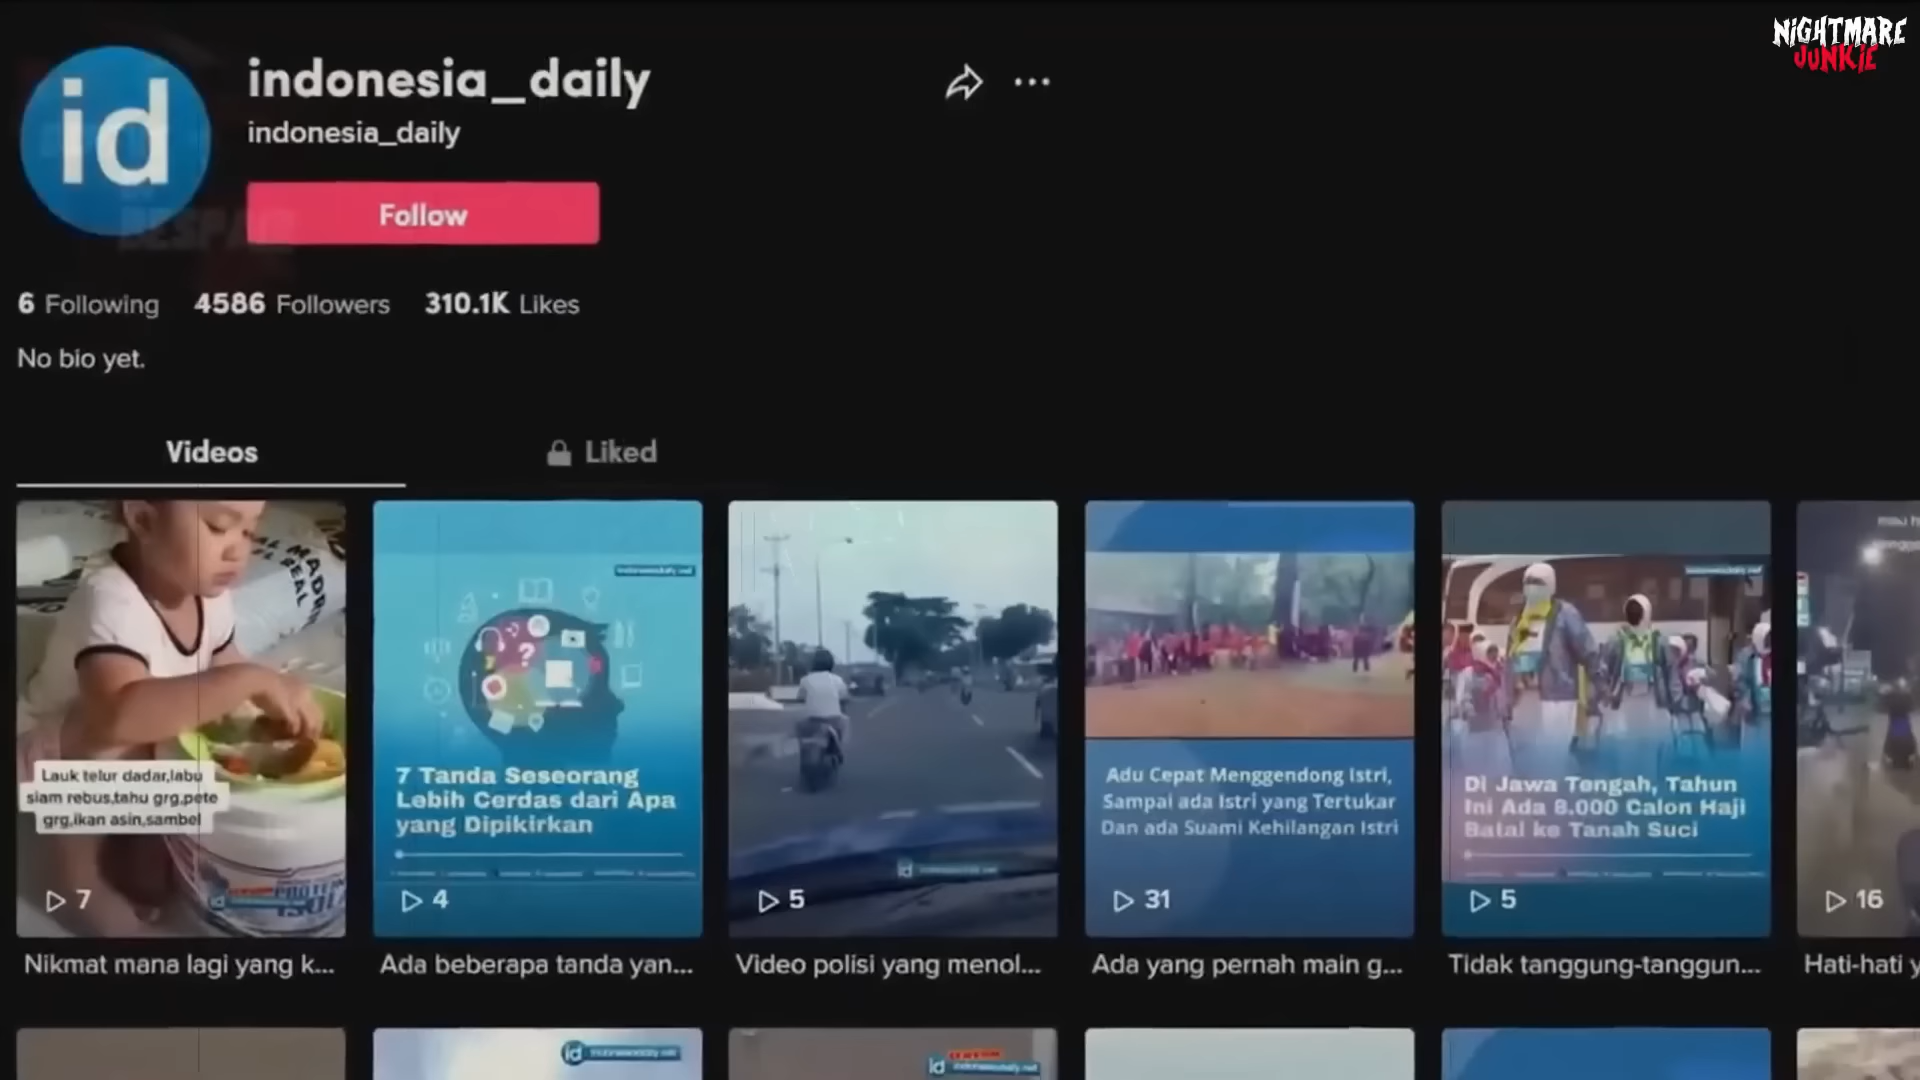 NIGHTMARE
JUNKIE
id
indonesia_daily
indonesia_daily
Follow
6 Following 4586 Followers 310.1K Likes
No bio yet.
Videos
Liked
Lauk telur dadar,labu
siam rebus,tahu grg,pete
grg,ikan asin,sambel
7
Nikmat mana lagi yang k...
7 Tanda Seseorang
Lebih Cerdas dari Apa
yang Dipikirkan
4
Ada beberapa tanda yan...
id
5
Video polisi yang menol...
Adu Cepat Menggendong Istri,
Sampai ada Istri yang Tertukar
Dan ada Suami Kehilangan Istri
31
Ada yang pernah main g...
Di Jawa Tengah, Tahun
Ini Ada 8.000 Calon Haji
Batal ke Tanah Suci
5
Tidak tanggung-tanggun...
16
Hati-hati y
id
id